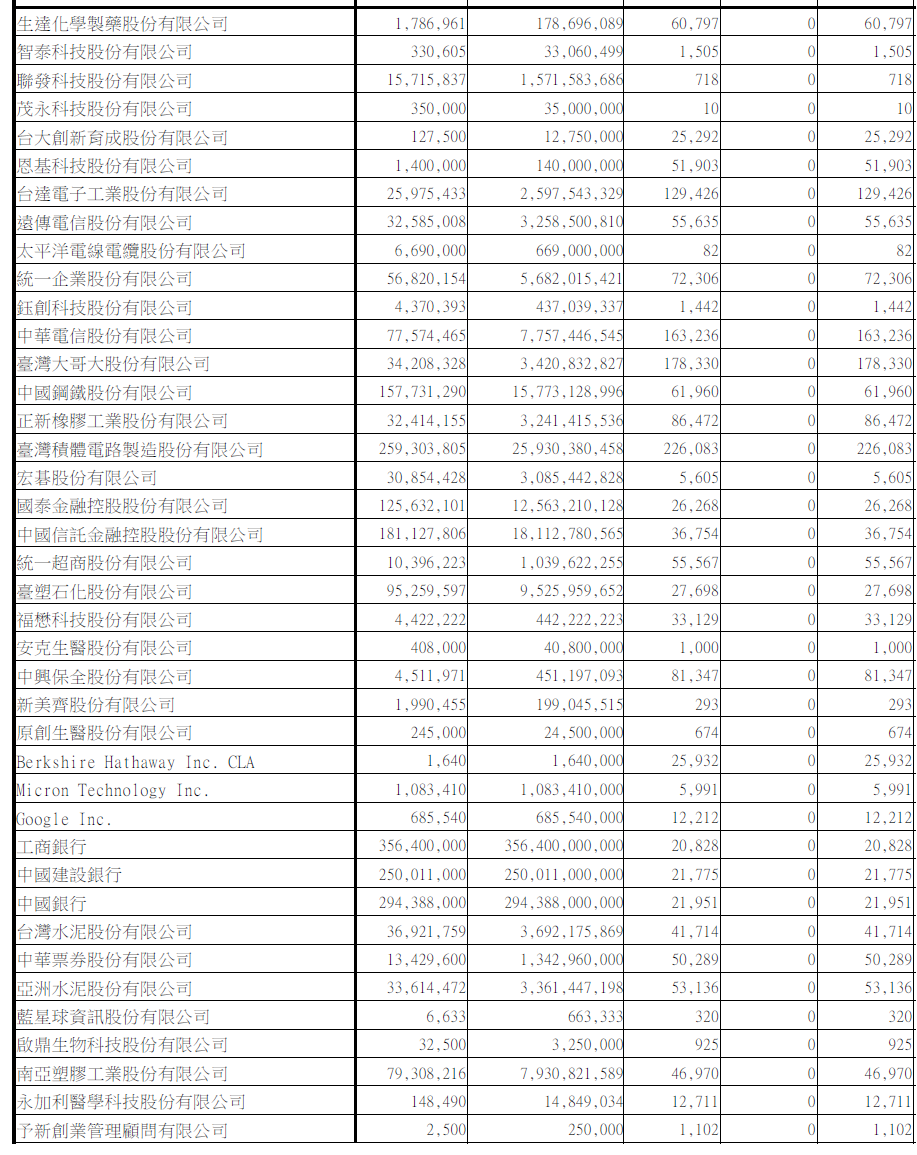 生達化學製藥股份有限公司 1,786,961 178,696,089 60,797 0 60,797
智泰科技股份有限公司 330,605 33,060,499 1,505 0 1,505
聯發科技股份有限公司 15,715,837 1,571,583,686 718 0 718
茂永科技股份有限公司 350,000 35,000,000 10 0 10
台大創新育成股份有限公司 127,500 12,750,000 25,292 0 25,292
恩基科技股份有限公司 1,400,000 140,000,000 51,903 0 51,903
台達電子工業股份有限公司 25,975,433 2,597,543,329 129,426 0 129,426
遠傳電信股份有限公司 32,585,008 3,258,500,810 55,635 0 55,635
太平洋電線電纜股份有限公司 6,690,000 669,000,000 82 0 82
統一企業股份有限公司 56,820,154 5,682,015,421 72,306 0 72,306
鈺創科技股份有限公司 4,370,393 437,039,337 1,442 0 1,442
中華電信股份有限公司 77,574,465 7,757,446,545 163,236 0 163,236
臺灣大哥大股份有限公司 34,208,328 3,420,832,827 178,330 0 178,330
中國鋼鐵股份有限公司 157,731,290 15,773,128,996 61,960 0 61,960
正新橡膠工業股份有限公司 32,414,155 3,241,415,536 86,472 0 86,472
臺灣積體電路製造股份有限公司 259,303,805 25,930,380,458 226,083 0 226,083
宏碁股份有限公司 30,854,428 3,085,442,828 5,605 0 5,605
國泰金融控股股份有限公司 125,632,101 12,563,210,128 26,268 0 26,268
中國信託金融控股股份有限公司 181,127,806 18,112,780,565 36,754 0 36,754
統一超商股份有限公司 10,396,223 1,039,622,255 55,567 0 55,567
臺塑石化股份有限公司 95,259,597 9,525,959,652 27,698 0 27,698
福懋科技股份有限公司 4,422,222 442,222,223 33,129 0 33,129
安克生醫股份有限公司 408,000 40,800,000 1,000 0 1,000
中興保全股份有限公司 4,511,971 451,197,093 81,347 0 81,347
新美齊股份有限公司 1,990,455 199,045,515 293 0 293
原創生醫股份有限公司 245,000 24,500,000 674 0 674
Berkshire Hathaway Inc. CLA 1,640 1,640,000 25,932 0 25,932
Micron Technology Inc. 1,083,410 1,083,410,000 5,991 0 5,991
Google Inc. 685,540 685,540,000 12,212 0 12,212
工商銀行 356,400,000 356,400,000,000 20,828 0 20,828
中國建設銀行 250,011,000 250,011,000,000 21,775 0 21,775
中國銀行 294,388,000 294,388,000,000 21,951 0 21,951
台灣水泥股份有限公司 36,921,759 3,692,175,869 41,714 0 41,714
中華票券股份有限公司 13,429,600 1,342,960,000 50,289 0 50,289
亞洲水泥股份有限公司 33,614,472 3,361,447,198 53,136 0 53,136
藍星球資訊股份有限公司 6,633 663,333 320 0 320
啟鼎生物科技股份有限公司 32,500 3,250,000 925 0 925
南亞塑膠工業股份有限公司 79,308,216 7,930,821,589 46,970 0 46,970
永加利醫學科技股份有限公司 148,490 14,849,034 12,711 0 12,711
予新創業管理顧問有限公司 2,500 250,000 1,102 0 1,102